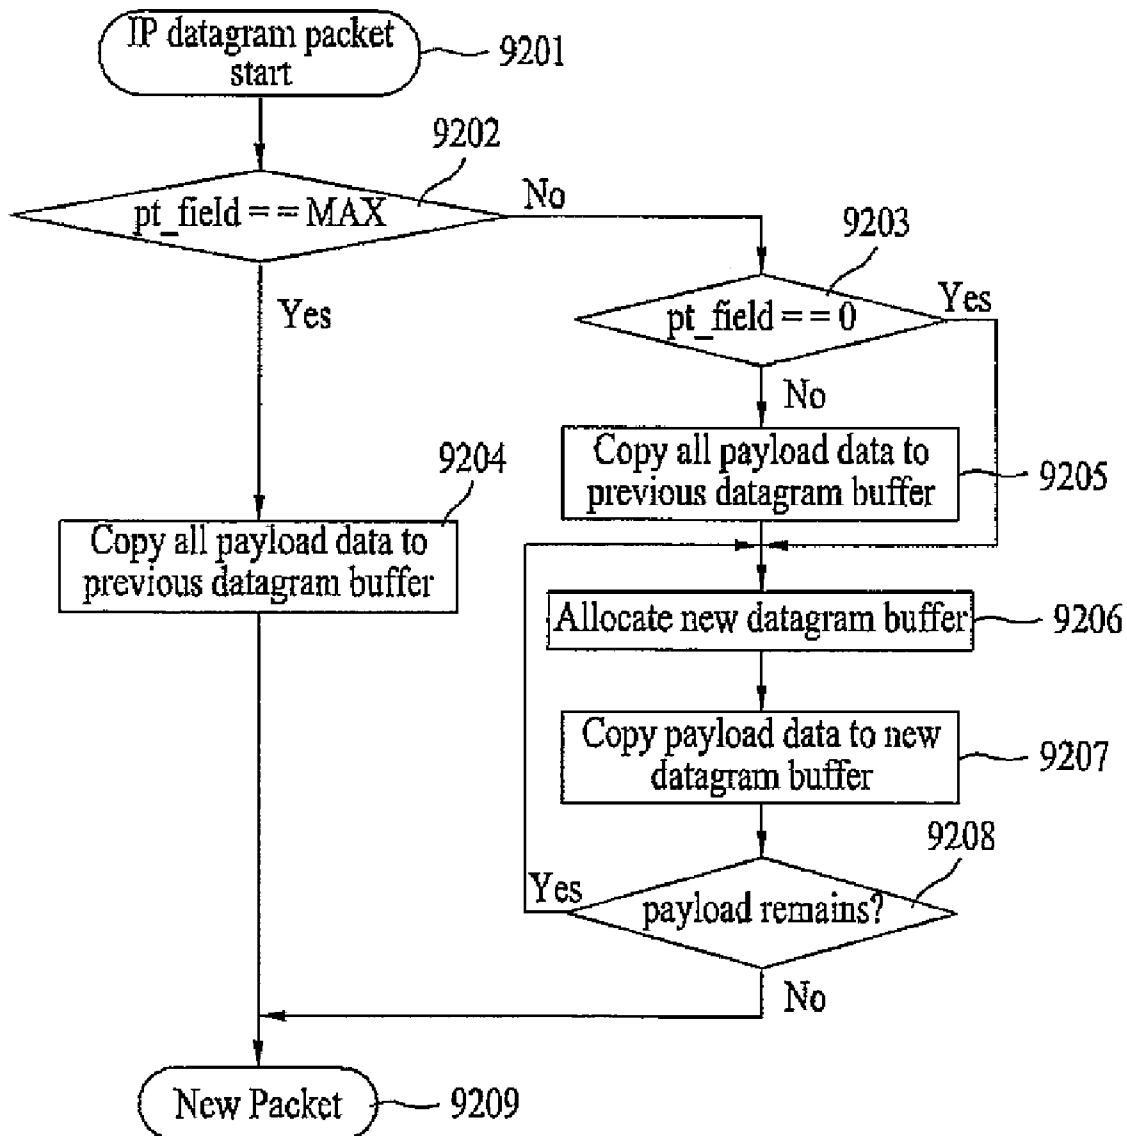 IP datagram packet
start
9201
9202
pt_field = = MAX
No
Yes
9203
pt_field = = 0
Yes
No
9204
Copy all payload data to
previous datagram buffer
Copy all payload data to
previous datagram buffer
9205
Allocate new datagram buffer
9206
Copy payload data to new
datagram buffer
9207
9208
payload remains?
Yes
No
New Packet
9209